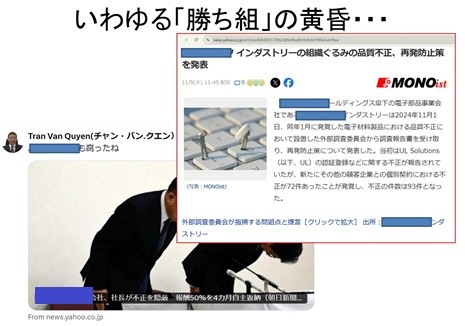 いわゆる「勝ち組」の黄昏・・・
news.yahoo.co.jp
インダストリーの組織ぐるみの品質不正、再発防止策
を発表
11/5(火) 11:45 配信
MONOist
ールディングス傘下の電子部品事業会
社であ インダストリーは2024年11月1
日、同年1月に発覚した電子材料製品における品質不正に
おいて設置した外部調査委員会から調査報告書を受け取
り、再発防止策について発表した。当初はUL Solutions
(以下、UL)の認証登録などに関する不正が報告されて
いたが、新たにその他の顧客企業との個別契約における不
正が72件あったことが発覚し、不正の件数は93件となっ
た。
(写真:MONOist)
外部調査委員会が指摘する問題点と提言 [クリックで拡大] 出所: ンダ
ストリー
Tran Van Quyen(チャン・バン.クエン)
も腐ったね
会社、社長が不正を隠蔽 報酬50%を4カ月自主返納(朝日新聞...
From news.yahoo.co.jp